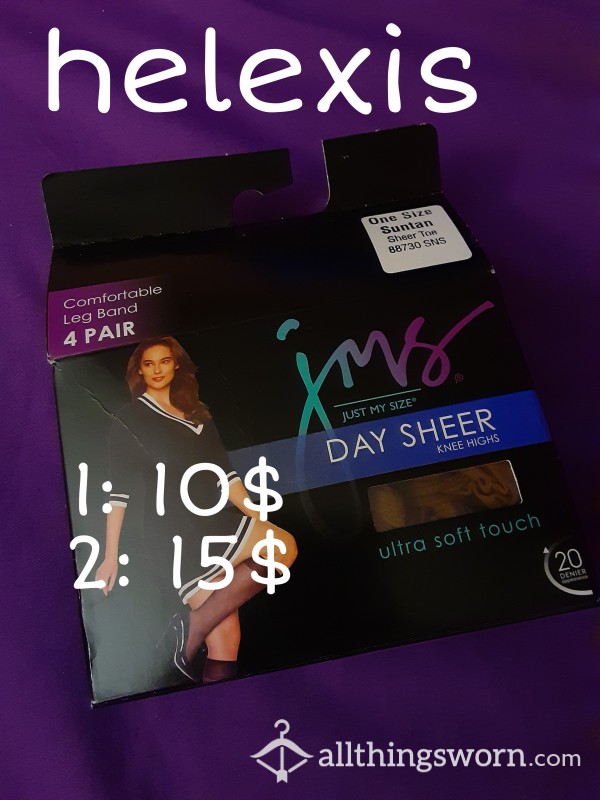 helexis
One Size
Suntan
Sheer Toe
88730 SNS
Comfortable
Leg Band
4 PAIR
jms®
JUST MY SIZE®
DAY SHEER
KNEE HIGHS
1: 10$
2: 15$
ultra soft touch
20
DENIER
allthingsworn.com